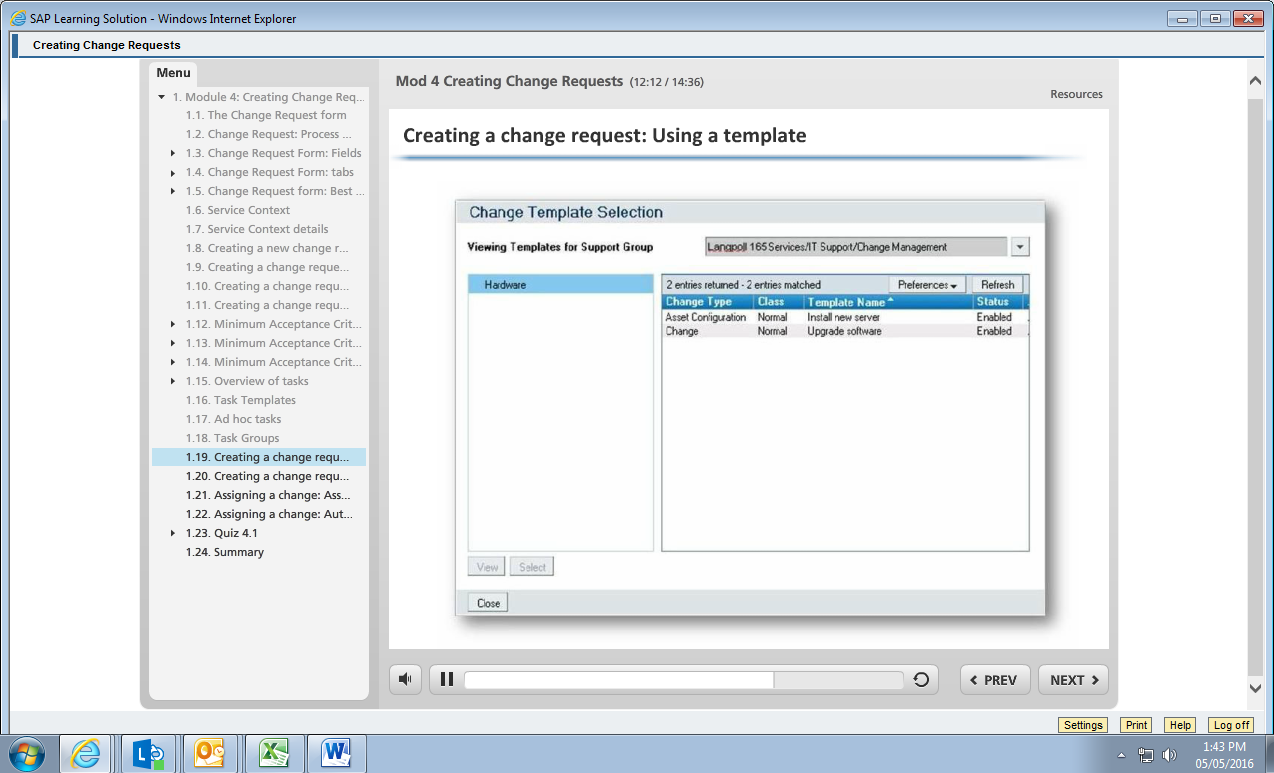 SAP Learning Solution - Windows Internet Explorer
Creating Change Requests
Menu
1. Module 4: Creating Change Req...
1.1. The Change Request form
1.2. Change Request: Process ...
1.3. Change Request Form: Fields
1.4. Change Request Form: tabs
1.5. Change Request form: Best ...
1.6. Service Context
1.7. Service Context details
1.8. Creating a new change r...
1.9. Creating a change reque...
1.10. Creating a change requ...
1.11. Creating a change requ...
1.12. Minimum Acceptance Crit...
1.13. Minimum Acceptance Crit...
1.14. Minimum Acceptance Crit...
1.15. Overview of tasks
1.16. Task Templates
1.17. Ad hoc tasks
1.18. Task Groups
1.19. Creating a change requ...
1.20. Creating a change requ...
1.21. Assigning a change: Ass...
1.22. Assigning a change: Aut...
1.23. Quiz 4.1
1.24. Summary
Mod 4 Creating Change Requests (12:12 / 14:36)
Resources
Creating a change request: Using a template
Change Template Selection
Viewing Templates for Support Group Langpoll 165 Services/IT Support/Change Management
Hardware
2 entries returned - 2 entries matched Preferences Refresh
Change Type Class Template Name Status
Asset Configuration Normal Install new server Enabled
Change Normal Upgrade software Enabled
View Select
Close
PREV NEXT
Settings Print Help Log off
1:43 PM
05/05/2016